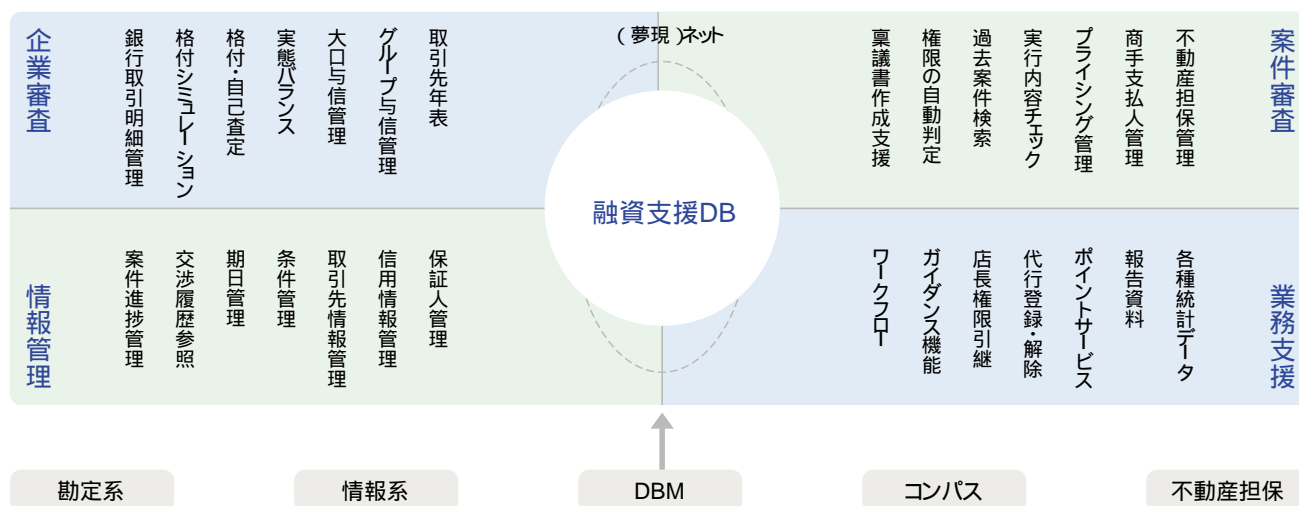 企業審査
銀行取引明細管理
格付シミュレーション
格付・自己査定
実態バランス
大口与信管理
グループ与信管理
取引先年表
(夢現)ネット
稟議書作成支援
権限の自動判定
過去案件検索
実行内容チェック
プライシング管理
商手支払人管理
不動産担保管理
案件審査
融資支援DB
情報管理
案件進捗管理
交渉履歴参照
期日管理
条件管理
取引先情報管理
信用情報管理
保証人管理
ワークフロー
ガイダンス機能
店長権限引継
代行登録・解除
ポイントサービス
報告資料
各種統計データ
業務支援
勘定系
情報系
DBM
コンパス
不動産担保